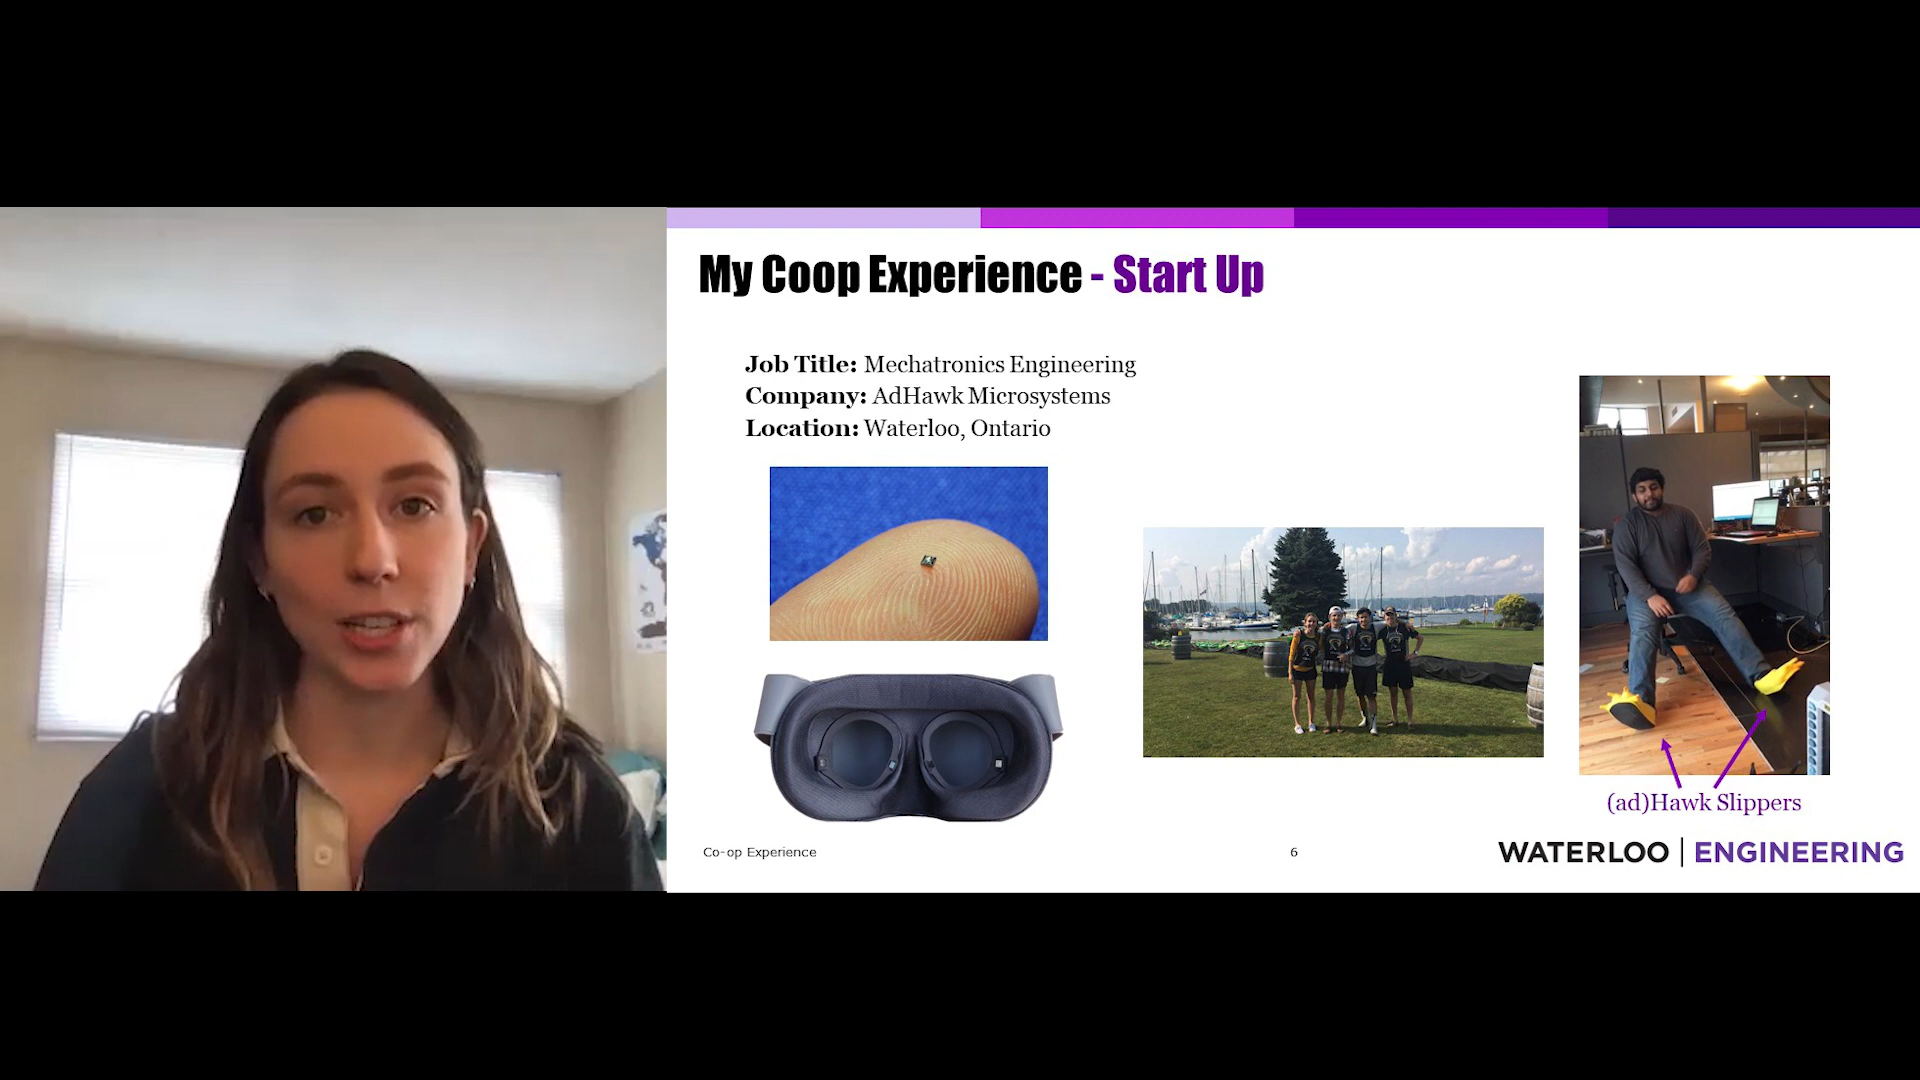 My Coop Experience - Start Up
Job Title: Mechatronics Engineering
Company: AdHawk Microsystems
Location: Waterloo, Ontario
(ad)Hawk Slippers
Co-op Experience
6
WATERLOO | ENGINEERING